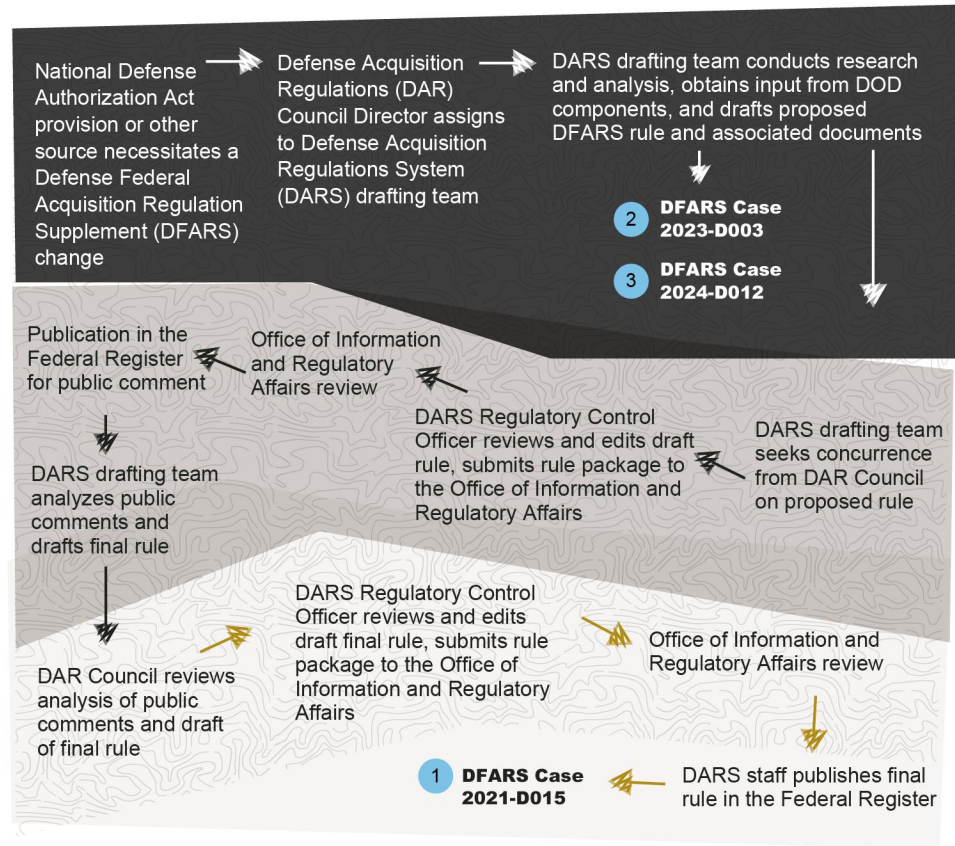 National Defense
Authorization Act
provision or other
source necessitates a
Defense Federal
Acquisition Regulation
Supplement (DFARS)
change
Defense Acquisition
Regulations (DAR)
Council Director assigns
to Defense Acquisition
Regulations System
(DARS) drafting team
DARS drafting team conducts research
and analysis, obtains input from DOD
components, and drafts proposed
DFARS rule and associated documents
2
DFARS Case
2023-D003
3
DFARS Case
2024-D012
DARS drafting team
seeks concurrence
from DAR Council
on proposed rule
DARS Regulatory Control
Officer reviews and edits draft
rule, submits rule package to
the Office of Information and
Regulatory Affairs
Office of Information
and Regulatory
Affairs review
Publication in the
Federal Register
for public comment
DARS drafting team
analyzes public
comments and
drafts final rule
DAR Council reviews
analysis of public
comments and draft
of final rule
DARS Regulatory Control
Officer reviews and edits
draft final rule, submits rule
package to the Office of
Information and Regulatory
Affairs
Office of Information and
Regulatory Affairs review
DARS staff publishes final
rule in the Federal Register
1
DFARS Case
2021-D015